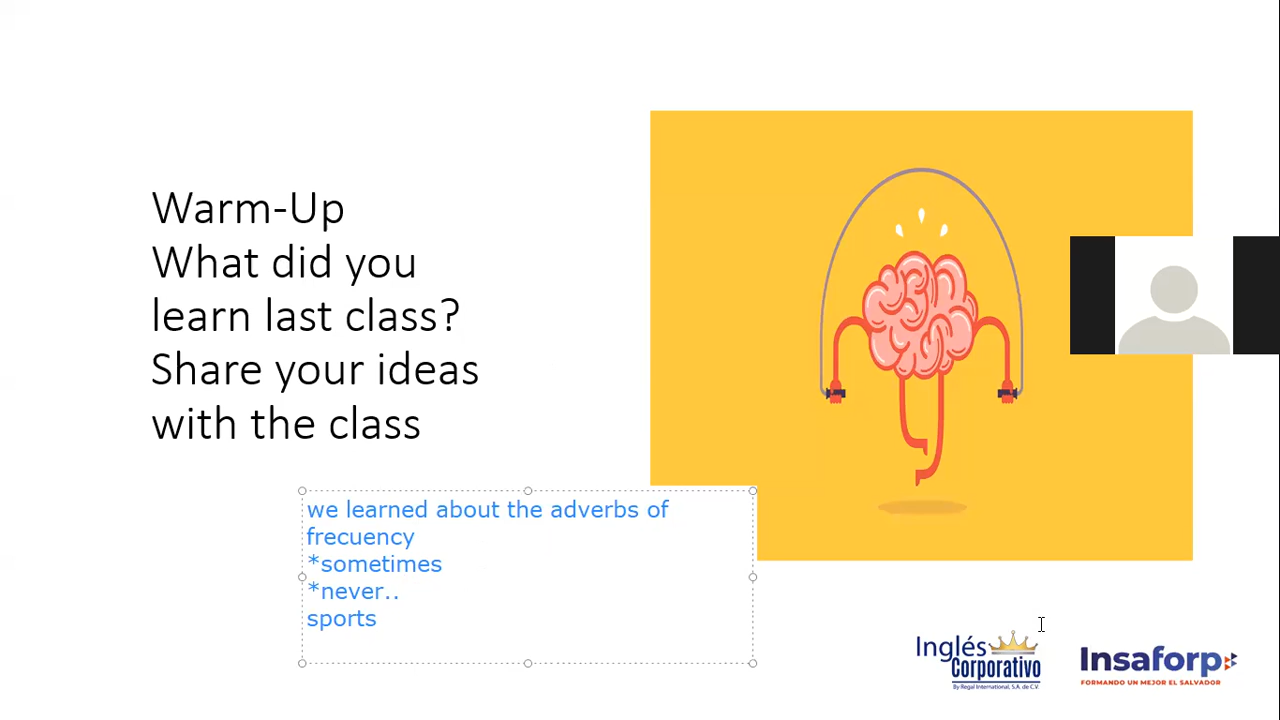 Warm-Up
What did you
learn last class?
Share your ideas
with the class
we learned about the adverbs of
frecuency
*sometimes
*never..
sports
Inglés
Corporativo
By Regal International, S.A. de C.V.
Insaforp
FORMANDO UN MEJOR EL SALVADOR